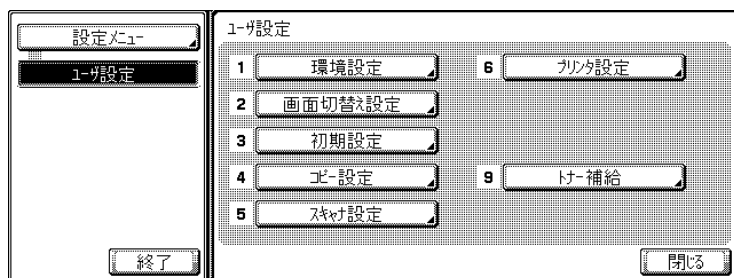 設定ﾒﾆｭｰ
ﾕｰｻﾞ設定
終了
ﾕｰｻﾞ設定
1 環境設定
2 画面切替え設定
3 初期設定
4 ｺﾋﾟｰ設定
5 ｽｷｬﾅ設定
6 ﾌﾟﾘﾝﾀ設定
9 ﾄﾅｰ補給
閉じる